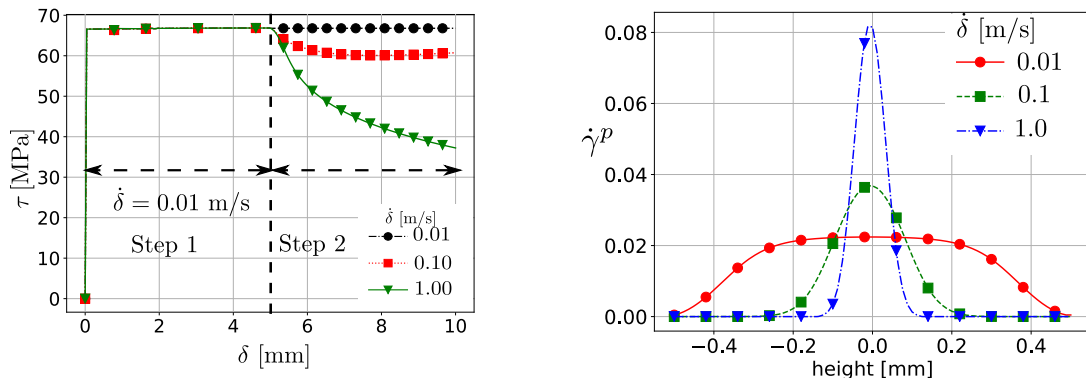 70
60
50
40
30
20
10
0
τ [MPa]
δ̇ = 0.01 m/s
Step 1
Step 2
δ̇ [m/s]
0.01
0.10
1.00
0 2 4 6 8 10
δ [mm]
0.08
0.06
0.04
0.02
0.00
γ̇ᵖ
δ̇ [m/s]
0.01
0.1
1.0
−0.4 −0.2 0.0 0.2 0.4
height [mm]